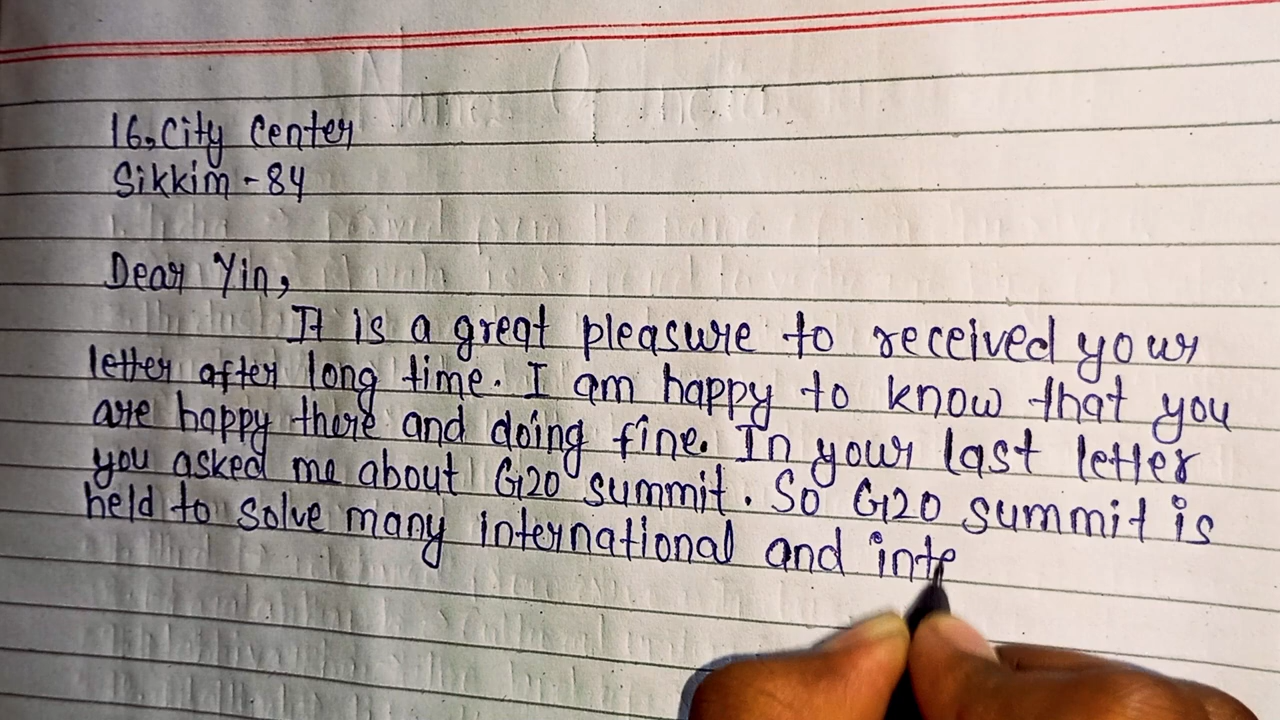 16, City Center
Sikkim - 84
Dear Yin,
It is a great pleasure to received your
letter after long time. I am happy to know that you
are happy there and doing fine. In your last letter
you asked me about G20 summit. So G20 summit is
held to solve many international and inte